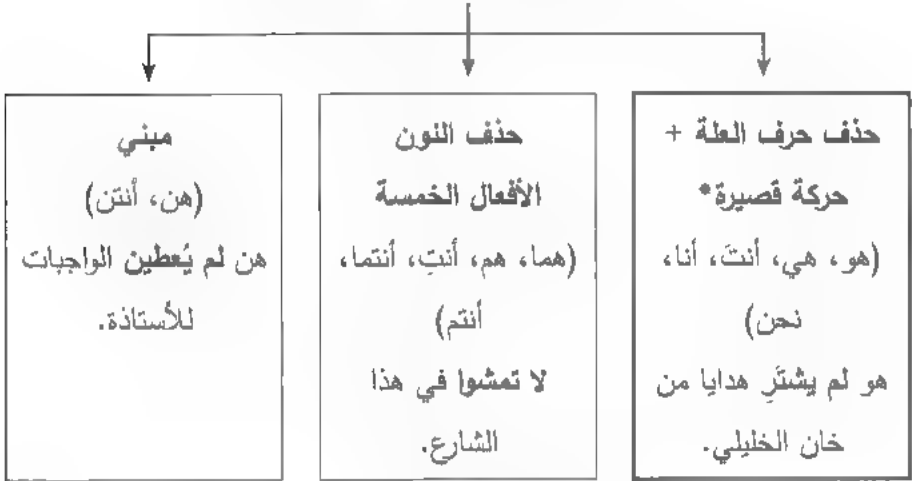 حذف حرف العلة +
حركة قصيرة*
(هو، هي، أنتَ، أنا،
نحن)
هو لم يشترِ هدايا من
خان الخليلي.
حذف النون
الأفعال الخمسة
(هما، هم، أنتِ، أنتما،
أنتم)
لا تمشوا في هذا
الشارع.
مبني
(هن، أنتن)
هن لم يُعطين الواجبات
للأستاذة.